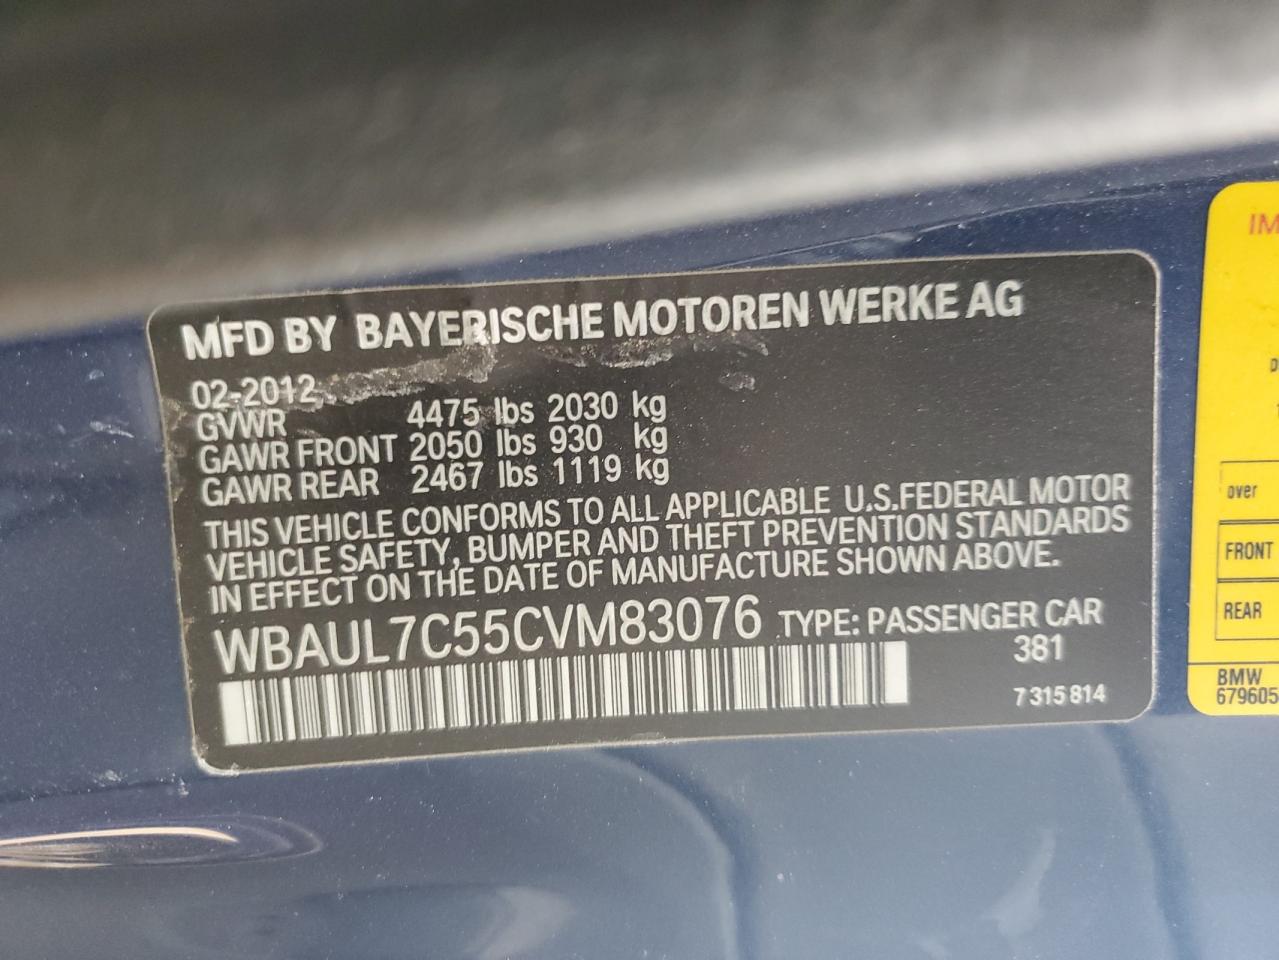 MFD BY BAYERISCHE MOTOREN WERKE AG
02-2012
GVWR 4475 lbs 2030 kg
GAWR FRONT 2050 lbs 930 kg
GAWR REAR 2467 lbs 1119 kg
THIS VEHICLE CONFORMS TO ALL APPLICABLE U.S.FEDERAL MOTOR
VEHICLE SAFETY, BUMPER AND THEFT PREVENTION STANDARDS
IN EFFECT ON THE DATE OF MANUFACTURE SHOWN ABOVE.
WBAUL7C55CVM83076 TYPE: PASSENGER CAR
381
7 315 814
IM
over
FRONT
REAR
BMW
679605